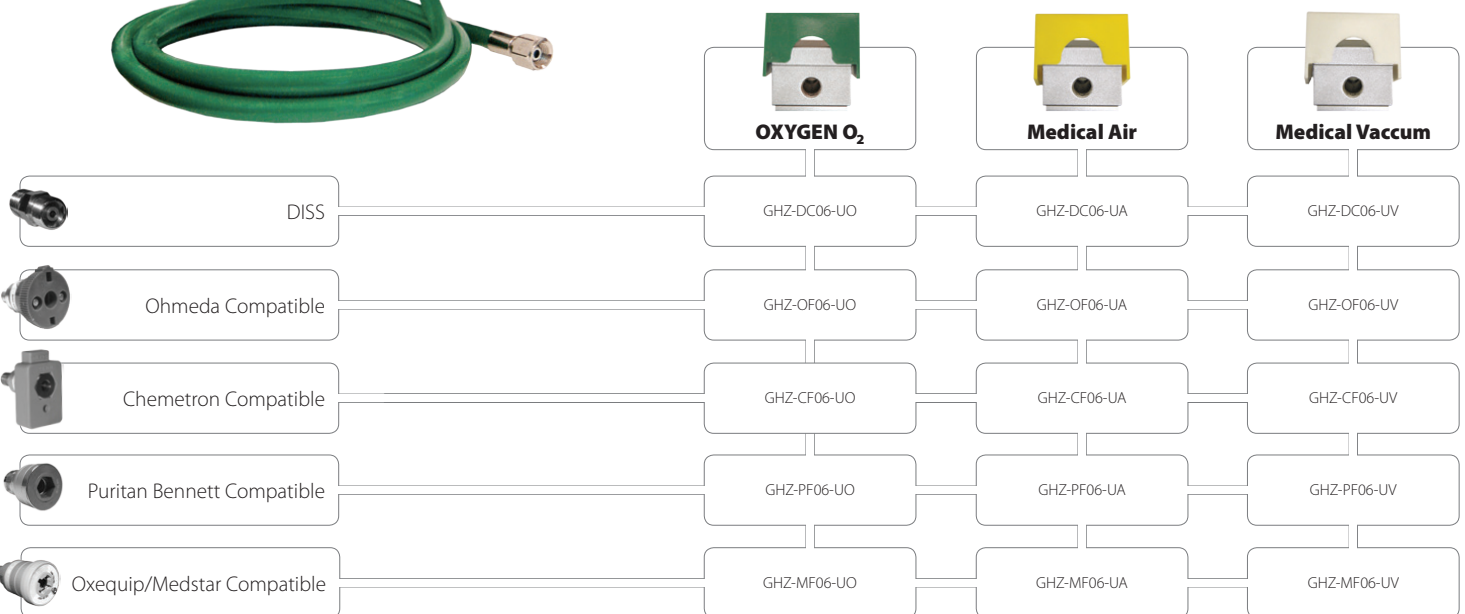 OXYGEN O₂
Medical Air
Medical Vaccum
DISS
GHZ-DC06-UO
GHZ-DC06-UA
GHZ-DC06-UV
Ohmeda Compatible
GHZ-OF06-UO
GHZ-OF06-UA
GHZ-OF06-UV
Chemetron Compatible
GHZ-CF06-UO
GHZ-CF06-UA
GHZ-CF06-UV
Puritan Bennett Compatible
GHZ-PF06-UO
GHZ-PF06-UA
GHZ-PF06-UV
Oxequip/Medstar Compatible
GHZ-MF06-UO
GHZ-MF06-UA
GHZ-MF06-UV